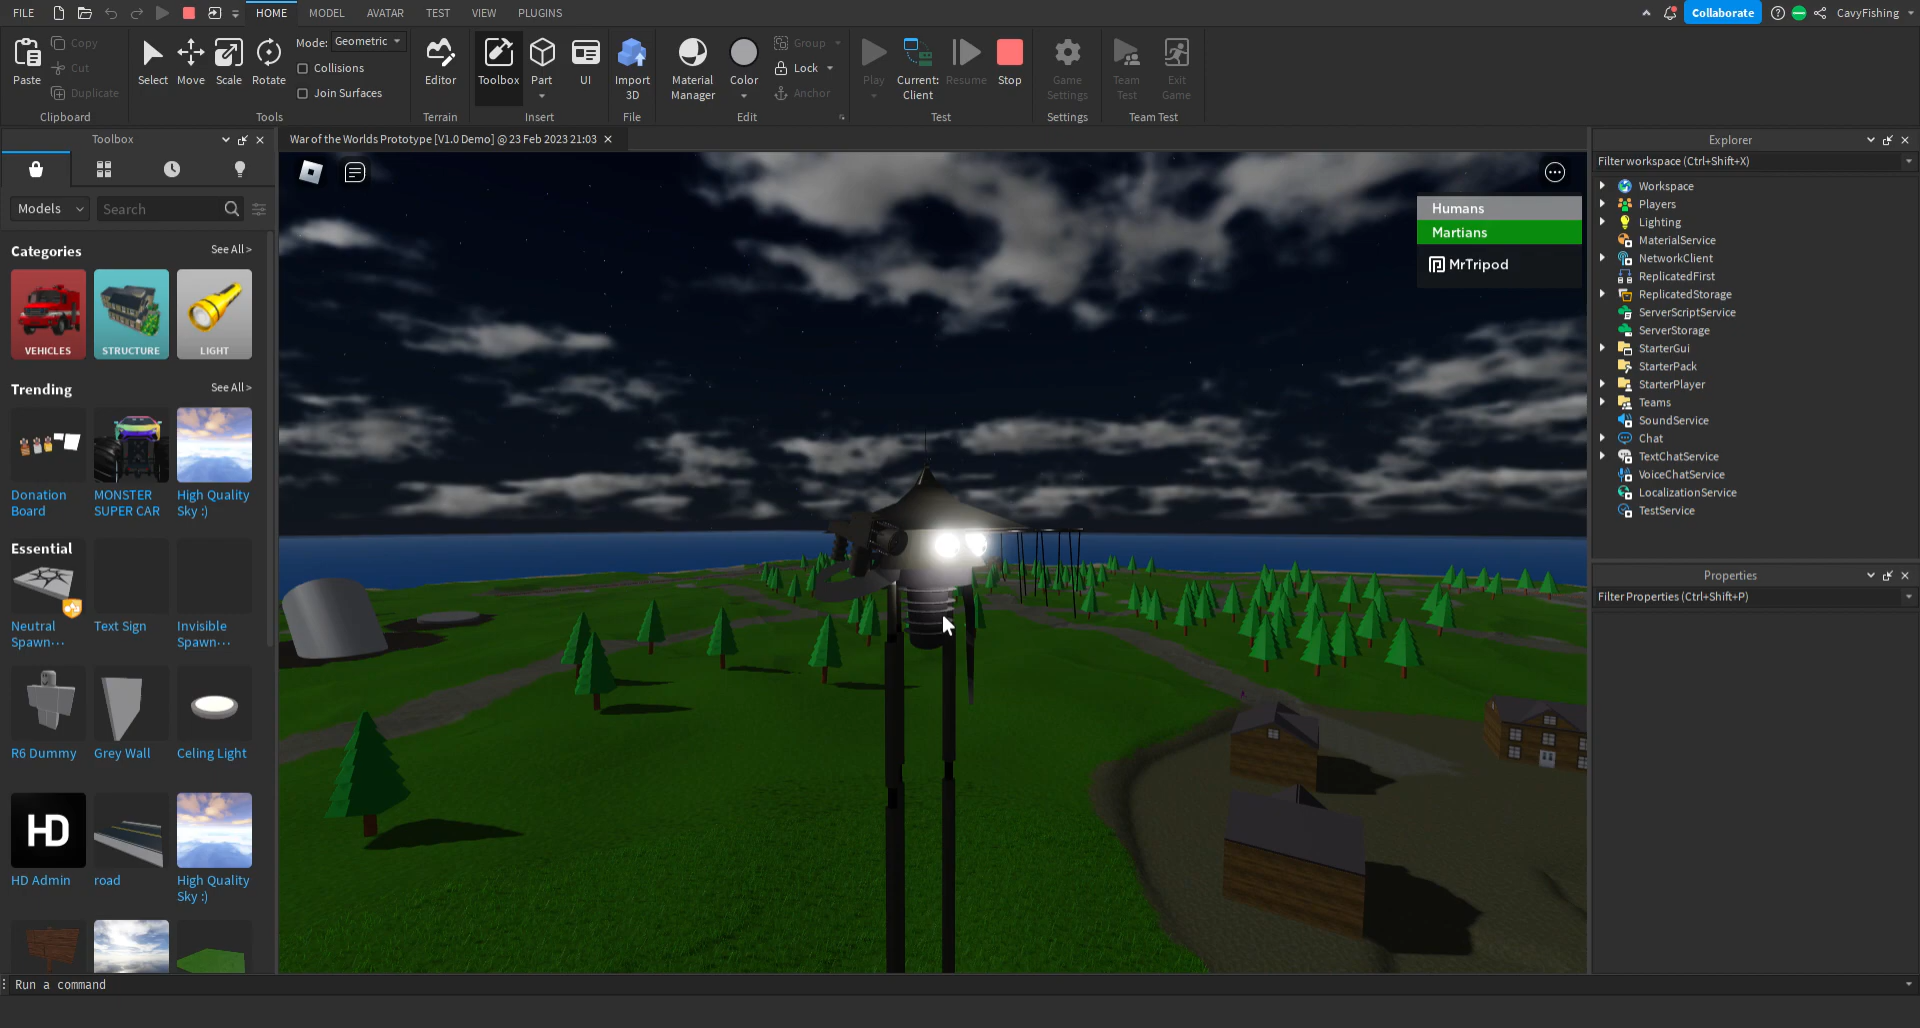 FILE HOME MODEL AVATAR TEST VIEW PLUGINS Collaborate CavyFishing
Paste Copy Cut Duplicate
Clipboard
Select Move Scale Rotate
Mode: Geometric
Collisions
Join Surfaces
Tools
Editor
Terrain
Toolbox Part UI
Insert
Import
3D
File
Material
Manager
Color
Group
Lock
Anchor
Edit
Play
Current:
Client
Resume
Stop
Test
Game
Settings
Settings
Team
Test
Exit
Game
Team Test
Toolbox
Models Search
Categories See All >
VEHICLES STRUCTURE LIGHT
Trending See All >
Donation
Board
MONSTER
SUPER CAR
High Quality
Sky :)
Essential
Neutral
Spawn···
Text Sign
Invisible
Spawn···
R6 Dummy Grey Wall Celing Light
HD
HD Admin road
High Quality
Sky :)
War of the Worlds Prototype [V1.0 Demo] @ 23 Feb 2023 21:03
Humans
Martians
MrTripod
Explorer
Filter workspace (Ctrl+Shift+X)
Workspace
Players
Lighting
MaterialService
NetworkClient
ReplicatedFirst
ReplicatedStorage
ServerScriptService
ServerStorage
StarterGui
StarterPack
StarterPlayer
Teams
SoundService
Chat
TextChatService
VoiceChatService
LocalizationService
TestService
Properties
Filter Properties (Ctrl+Shift+P)
Run a command